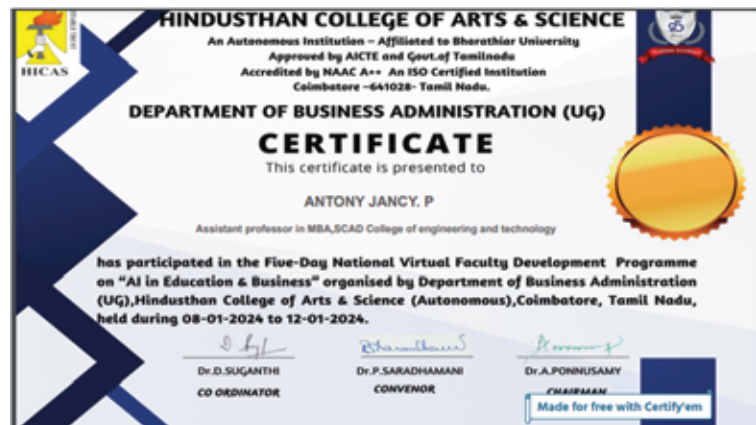 HINDUSTHAN COLLEGE OF ARTS & SCIENCE
An Autonomous Institution – Affiliated to Bharathiar University
Approved by AICTE and Govt.of Tamilnadu
Accredited by NAAC A++ An ISO Certified Institution
Coimbatore –641028- Tamil Nadu.
HICAS
DEPARTMENT OF BUSINESS ADMINISTRATION (UG)
CERTIFICATE
This certificate is presented to
ANTONY JANCY. P
Assistant professor in MBA,SCAD College of engineering and technology
has participated in the Five-Day National Virtual Faculty Development Programme
on “AI in Education & Business” organised by Department of Business Administration
(UG),Hindusthan College of Arts & Science (Autonomous),Coimbatore, Tamil Nadu,
held during 08-01-2024 to 12-01-2024.
Dr.D.SUGANTHI
CO ORDINATOR
Dr.P.SARADHAMANI
CONVENOR
Dr.A.PONNUSAMY
CHAIRMAN
Made for free with Certify'em